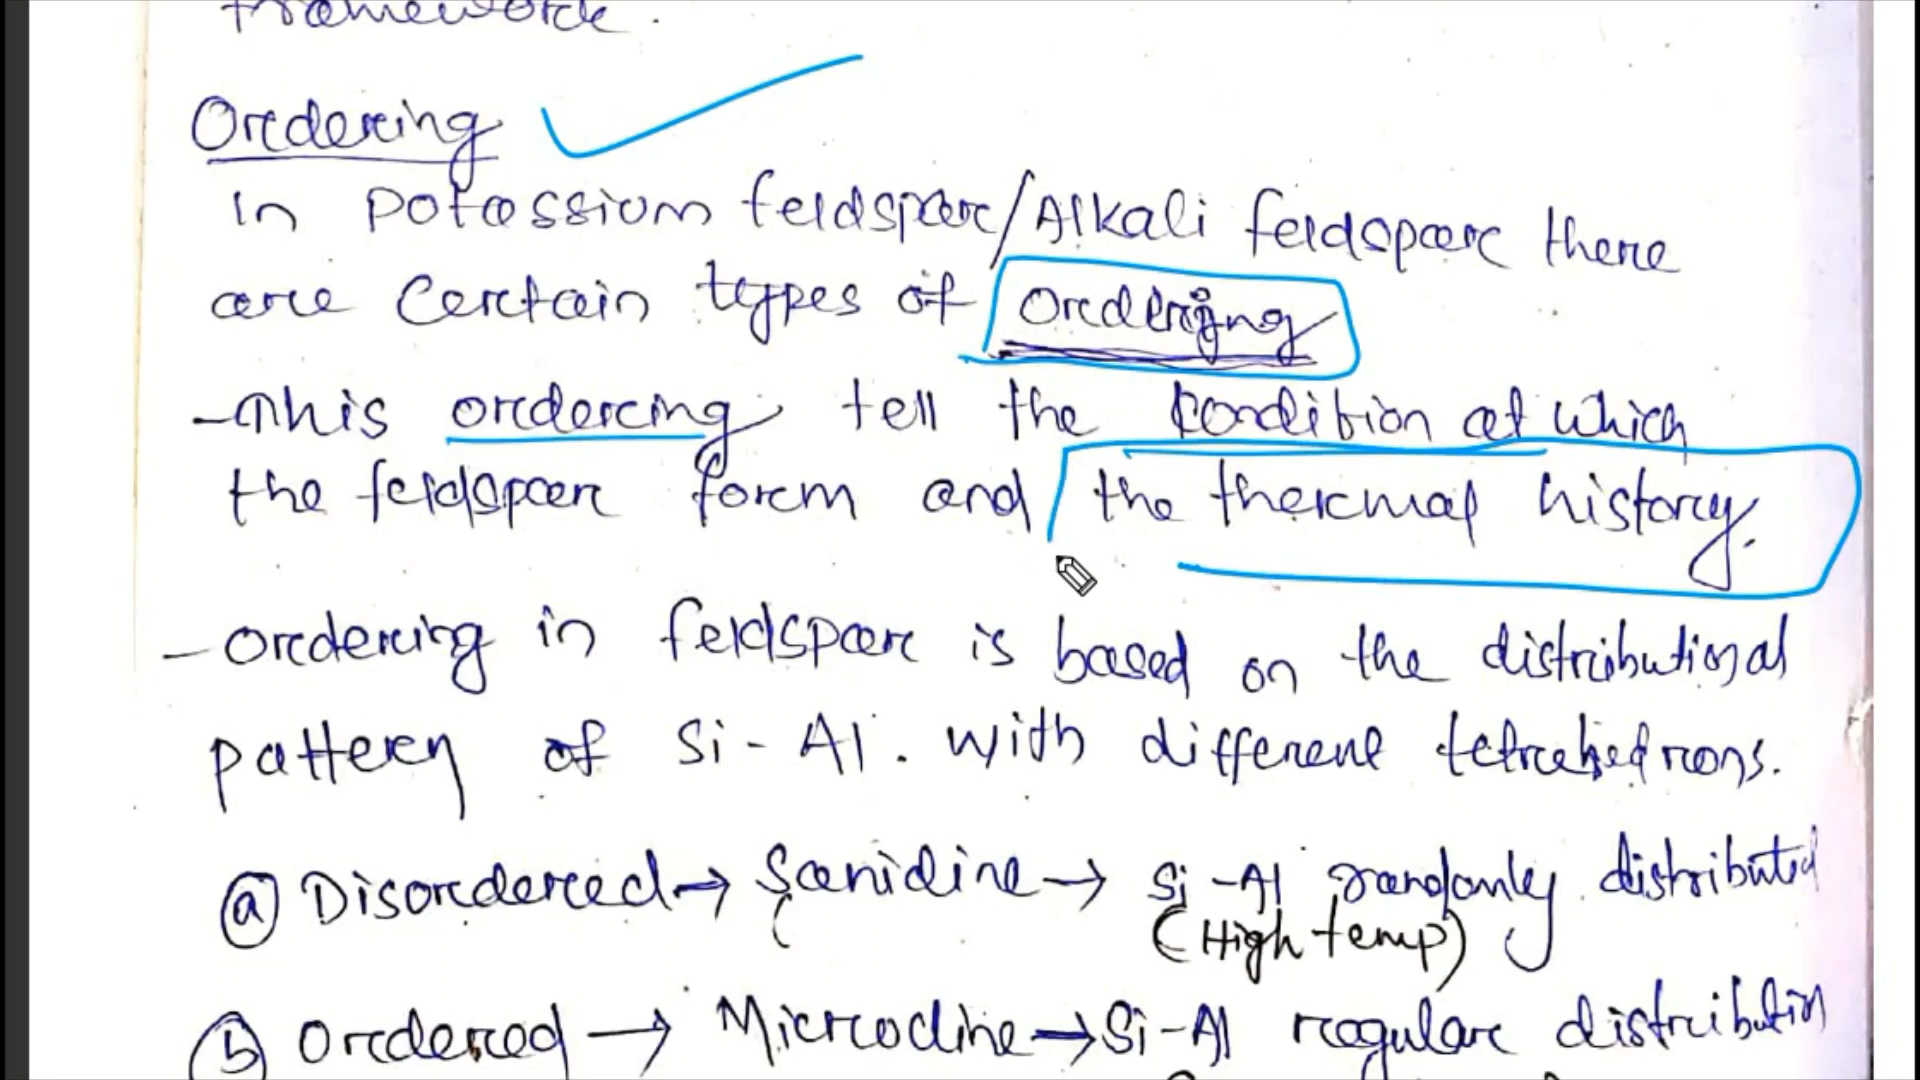 framework.
Ordering
In potassium feldspar/Alkali feldspar there
are certain types of ordering
- This ordering tell the condition at which
the feldspar form and the thermal history.
- ordering in feldspar is based on the distributional
pattern of Si - Al. with different tetrahedrons.
(a) Disordered → Sanidine → Si-Al randomly distributed
(High temp)
(b) Ordered → Microcline → Si-Al regular distribution